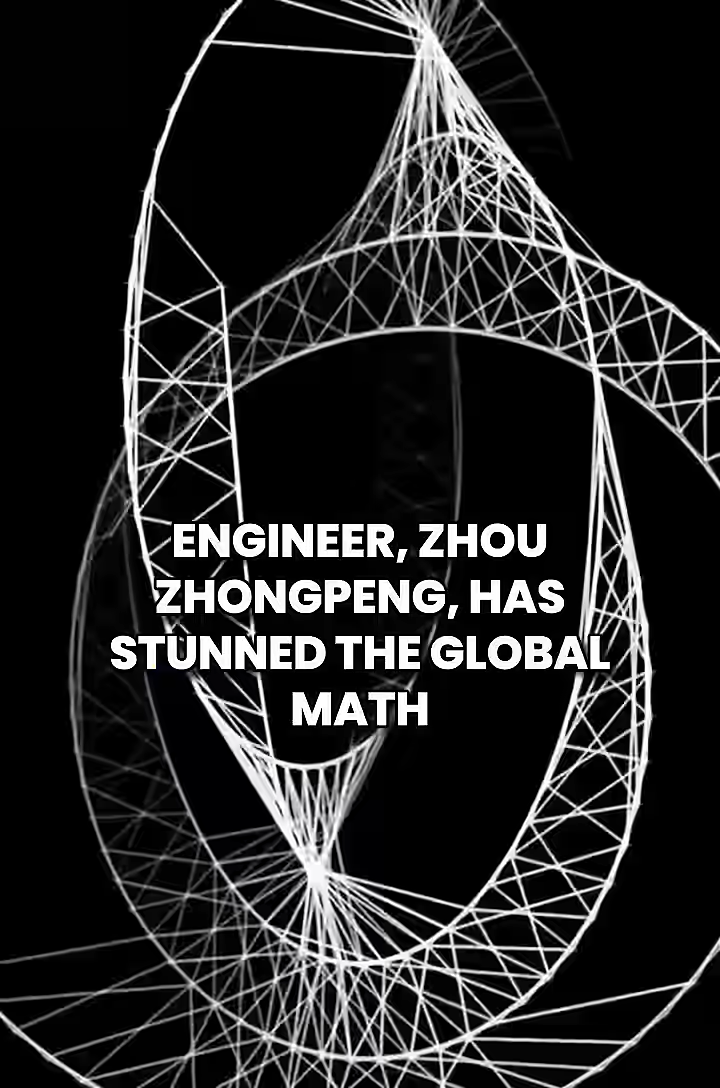 ENGINEER, ZHOU
ZHONGPENG, HAS
STUNNED THE GLOBAL
MATH